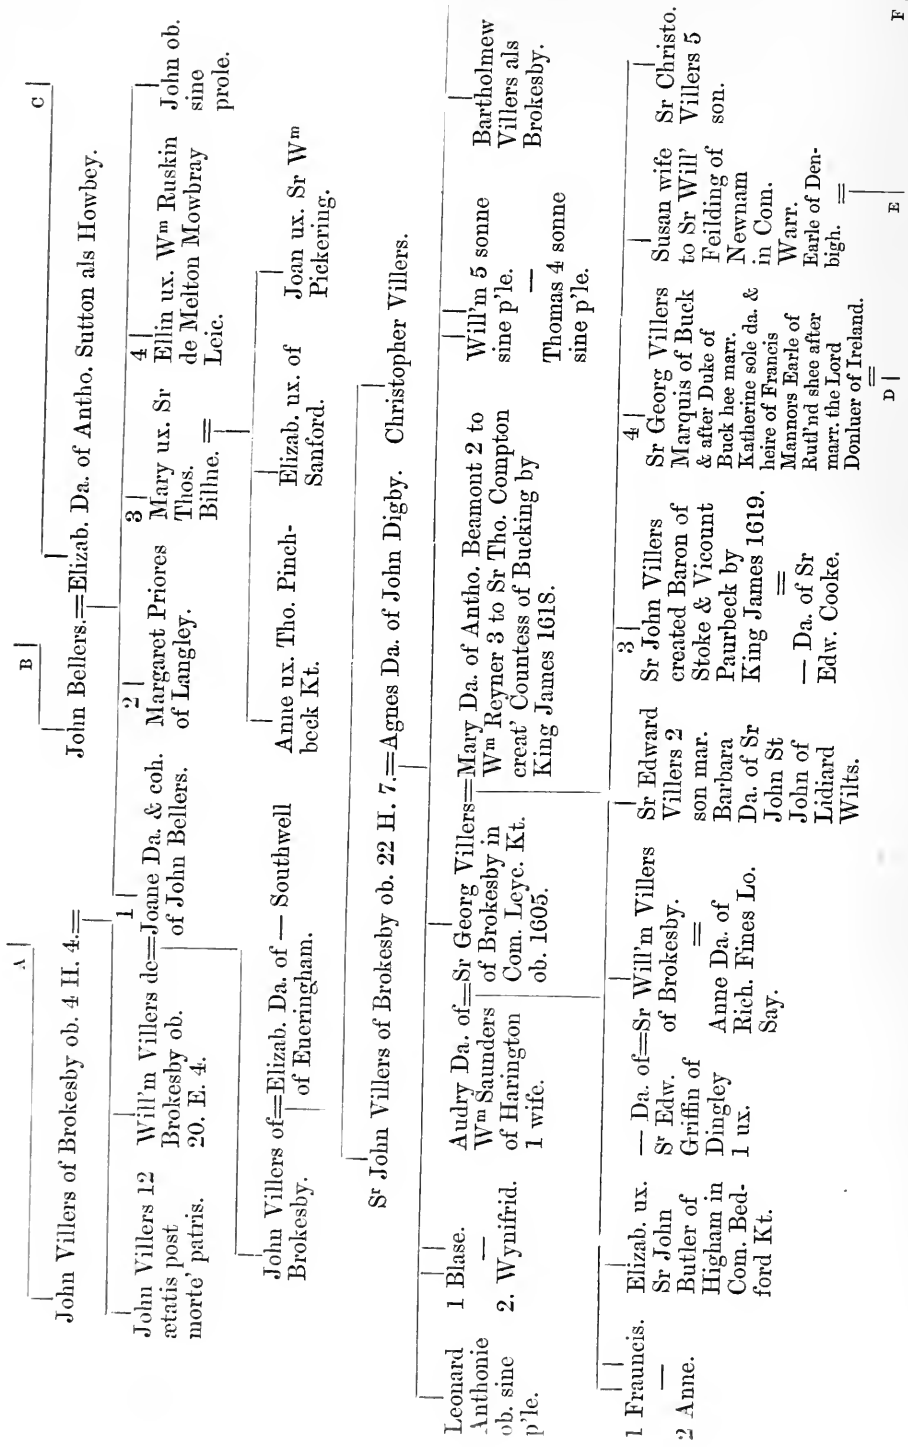 A
B
C
John Villers of Brokesby ob. 4 H. 4.=
John Bellers.=Elizab. Da. of Antho. Sutton als Howbey.
John Villers 12
ætatis post
morte' patris.
Will'm Villers de=Joane Da. & coh.
Brokesby ob.
20. E. 4.
1
of John Bellers.
2
Margaret Priores
of Langley.
3
Mary ux. Sr
Thos.
Billne.
=
4
Ellin ux. Wm Ruskin
de Melton Mowbray
Leic.
John ob.
sine
prole.
John Villers of=Elizab. Da. of — Southwell
Brokesby.
of Eueringham.
Anne ux. Tho. Pinch-
beck Kt.
Elizab. ux. of
Sanford.
Joan ux. Sr Wm
Pickering.
Sr John Villers of Brokesby ob. 22 H. 7.=Agnes Da. of John Digby.
Christopher Villers.
Leonard
Anthonie
ob. sine
p'le.
1 Blase.
—
2. Wynifrid.
Audry Da. of=Sr Georg Villers=Mary Da. of Antho. Beamont 2 to
Wm Saunders
of Harington
1 wife.
of Brokesby in
Com. Leyc. Kt.
ob. 1605.
Wm Reyner 3 to Sr Tho. Compton
creat' Countess of Bucking by
King James 1618.
Will'm 5 sonne
sine p'le.
—
Thomas 4 sonne
sine p'le.
Bartholmew
Villers als
Brokesby.
1 Frauncis.
—
2 Anne.
Elizab. ux.
Sr John
Butler of
Higham in
Com. Bed-
ford Kt.
— Da. of=Sr Will'm Villers
Sr Edw.
Griffin of
Dingley
1 ux.
of Brokesby.
=
Anne Da. of
Rich. Fines Lo.
Say.
Sr Edward
Villers 2
son mar.
Barbara
Da. of Sr
John St
John of
Lidiard
Wilts.
3
Sr John Villers
created Baron of
Stoke & Vicount
Paurbeck by
King James 1619.
=
— Da. of Sr
Edw. Cooke.
4
Sr Georg Villers
Marquis of Buck
& after Duke of
Buck hee marr.
Katherine sole da. &
heire of Francis
Mannors Earle of
Rutl'nd shee after
marr. the Lord
Donluer of Ireland.
=
D
Susan wife
to Sr Will'
Feilding of
Newnam
in Com.
Warr.
Earle of Den-
bigh.
=
E
Sr Christo.
Villers 5
son.
F